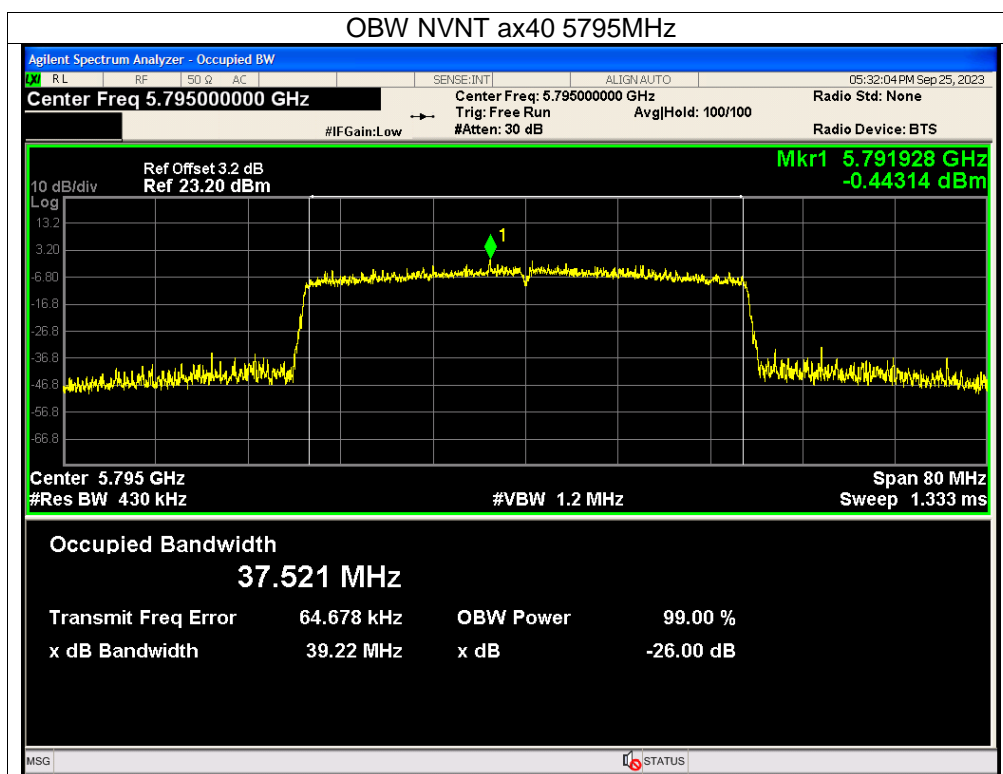 OBW NVNT ax40 5795MHz
Agilent Spectrum Analyzer - Occupied BW
LXI RL RF 50 Ω AC SENSE:INT ALIGN AUTO 05:32:04 PM Sep 25, 2023
Center Freq 5.795000000 GHz Center Freq: 5.795000000 GHz Radio Std: None
Trig: Free Run Avg|Hold: 100/100
#IFGain:Low #Atten: 30 dB Radio Device: BTS
Mkr1 5.791928 GHz
-0.44314 dBm
Ref Offset 3.2 dB
10 dB/div Ref 23.20 dBm
Log
13.2
3.20
-6.80
-16.8
-26.8
-36.8
-46.8
-56.8
-66.8
1
Center 5.795 GHz Span 80 MHz
#Res BW 430 kHz #VBW 1.2 MHz Sweep 1.333 ms
Occupied Bandwidth
37.521 MHz
Transmit Freq Error 64.678 kHz OBW Power 99.00 %
x dB Bandwidth 39.22 MHz x dB -26.00 dB
MSG STATUS